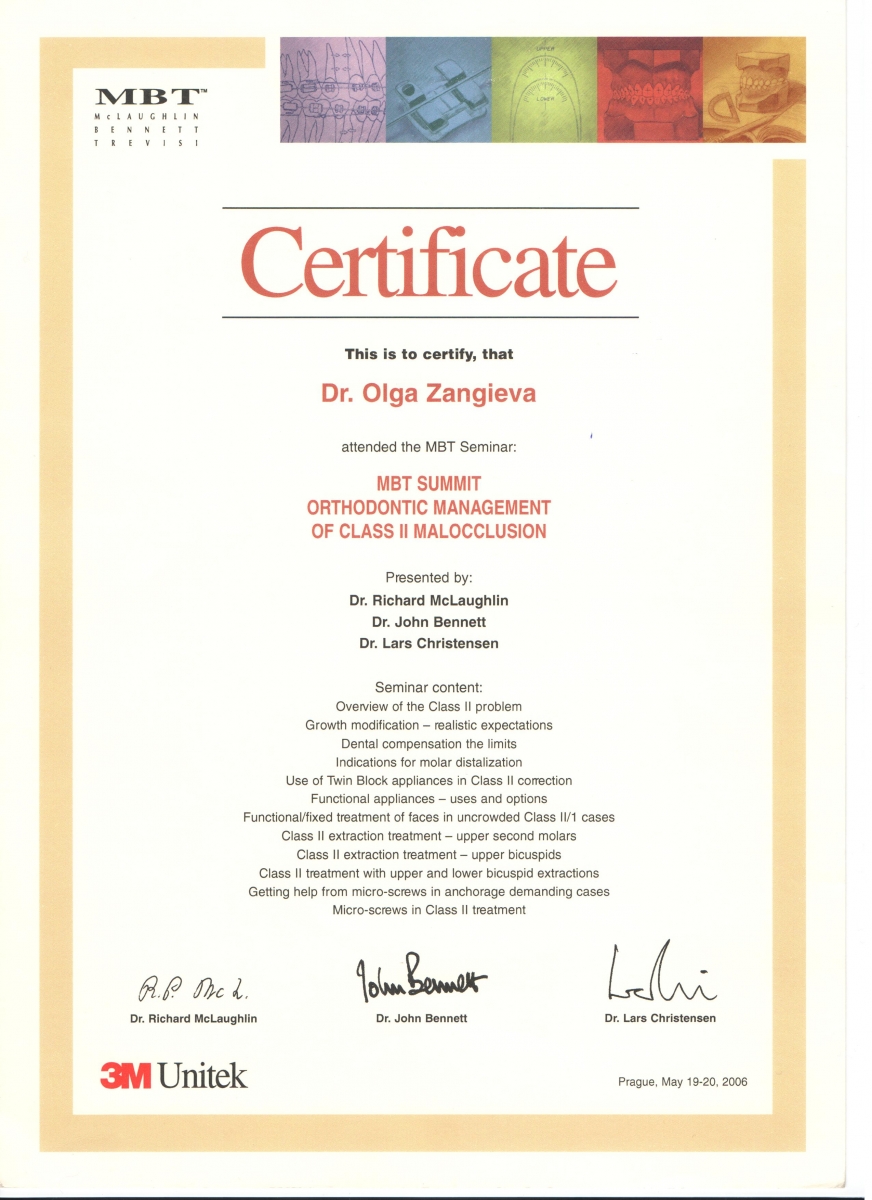 MBT™
McLAUGHLIN
BENNETT
TREVISI
UPPER
LOWER
Certificate
This is to certify, that
Dr. Olga Zangieva
attended the MBT Seminar:
MBT SUMMIT
ORTHODONTIC MANAGEMENT
OF CLASS II MALOCCLUSION
Presented by:
Dr. Richard McLaughlin
Dr. John Bennett
Dr. Lars Christensen
Seminar content:
Overview of the Class II problem
Growth modification – realistic expectations
Dental compensation the limits
Indications for molar distalization
Use of Twin Block appliances in Class II correction
Functional appliances – uses and options
Functional/fixed treatment of faces in uncrowded Class II/1 cases
Class II extraction treatment – upper second molars
Class II extraction treatment – upper bicuspids
Class II treatment with upper and lower bicuspid extractions
Getting help from micro-screws in anchorage demanding cases
Micro-screws in Class II treatment
R.P. Mc L.
John Bennett
Dr. Richard McLaughlin
Dr. John Bennett
Dr. Lars Christensen
3M Unitek
Prague, May 19-20, 2006